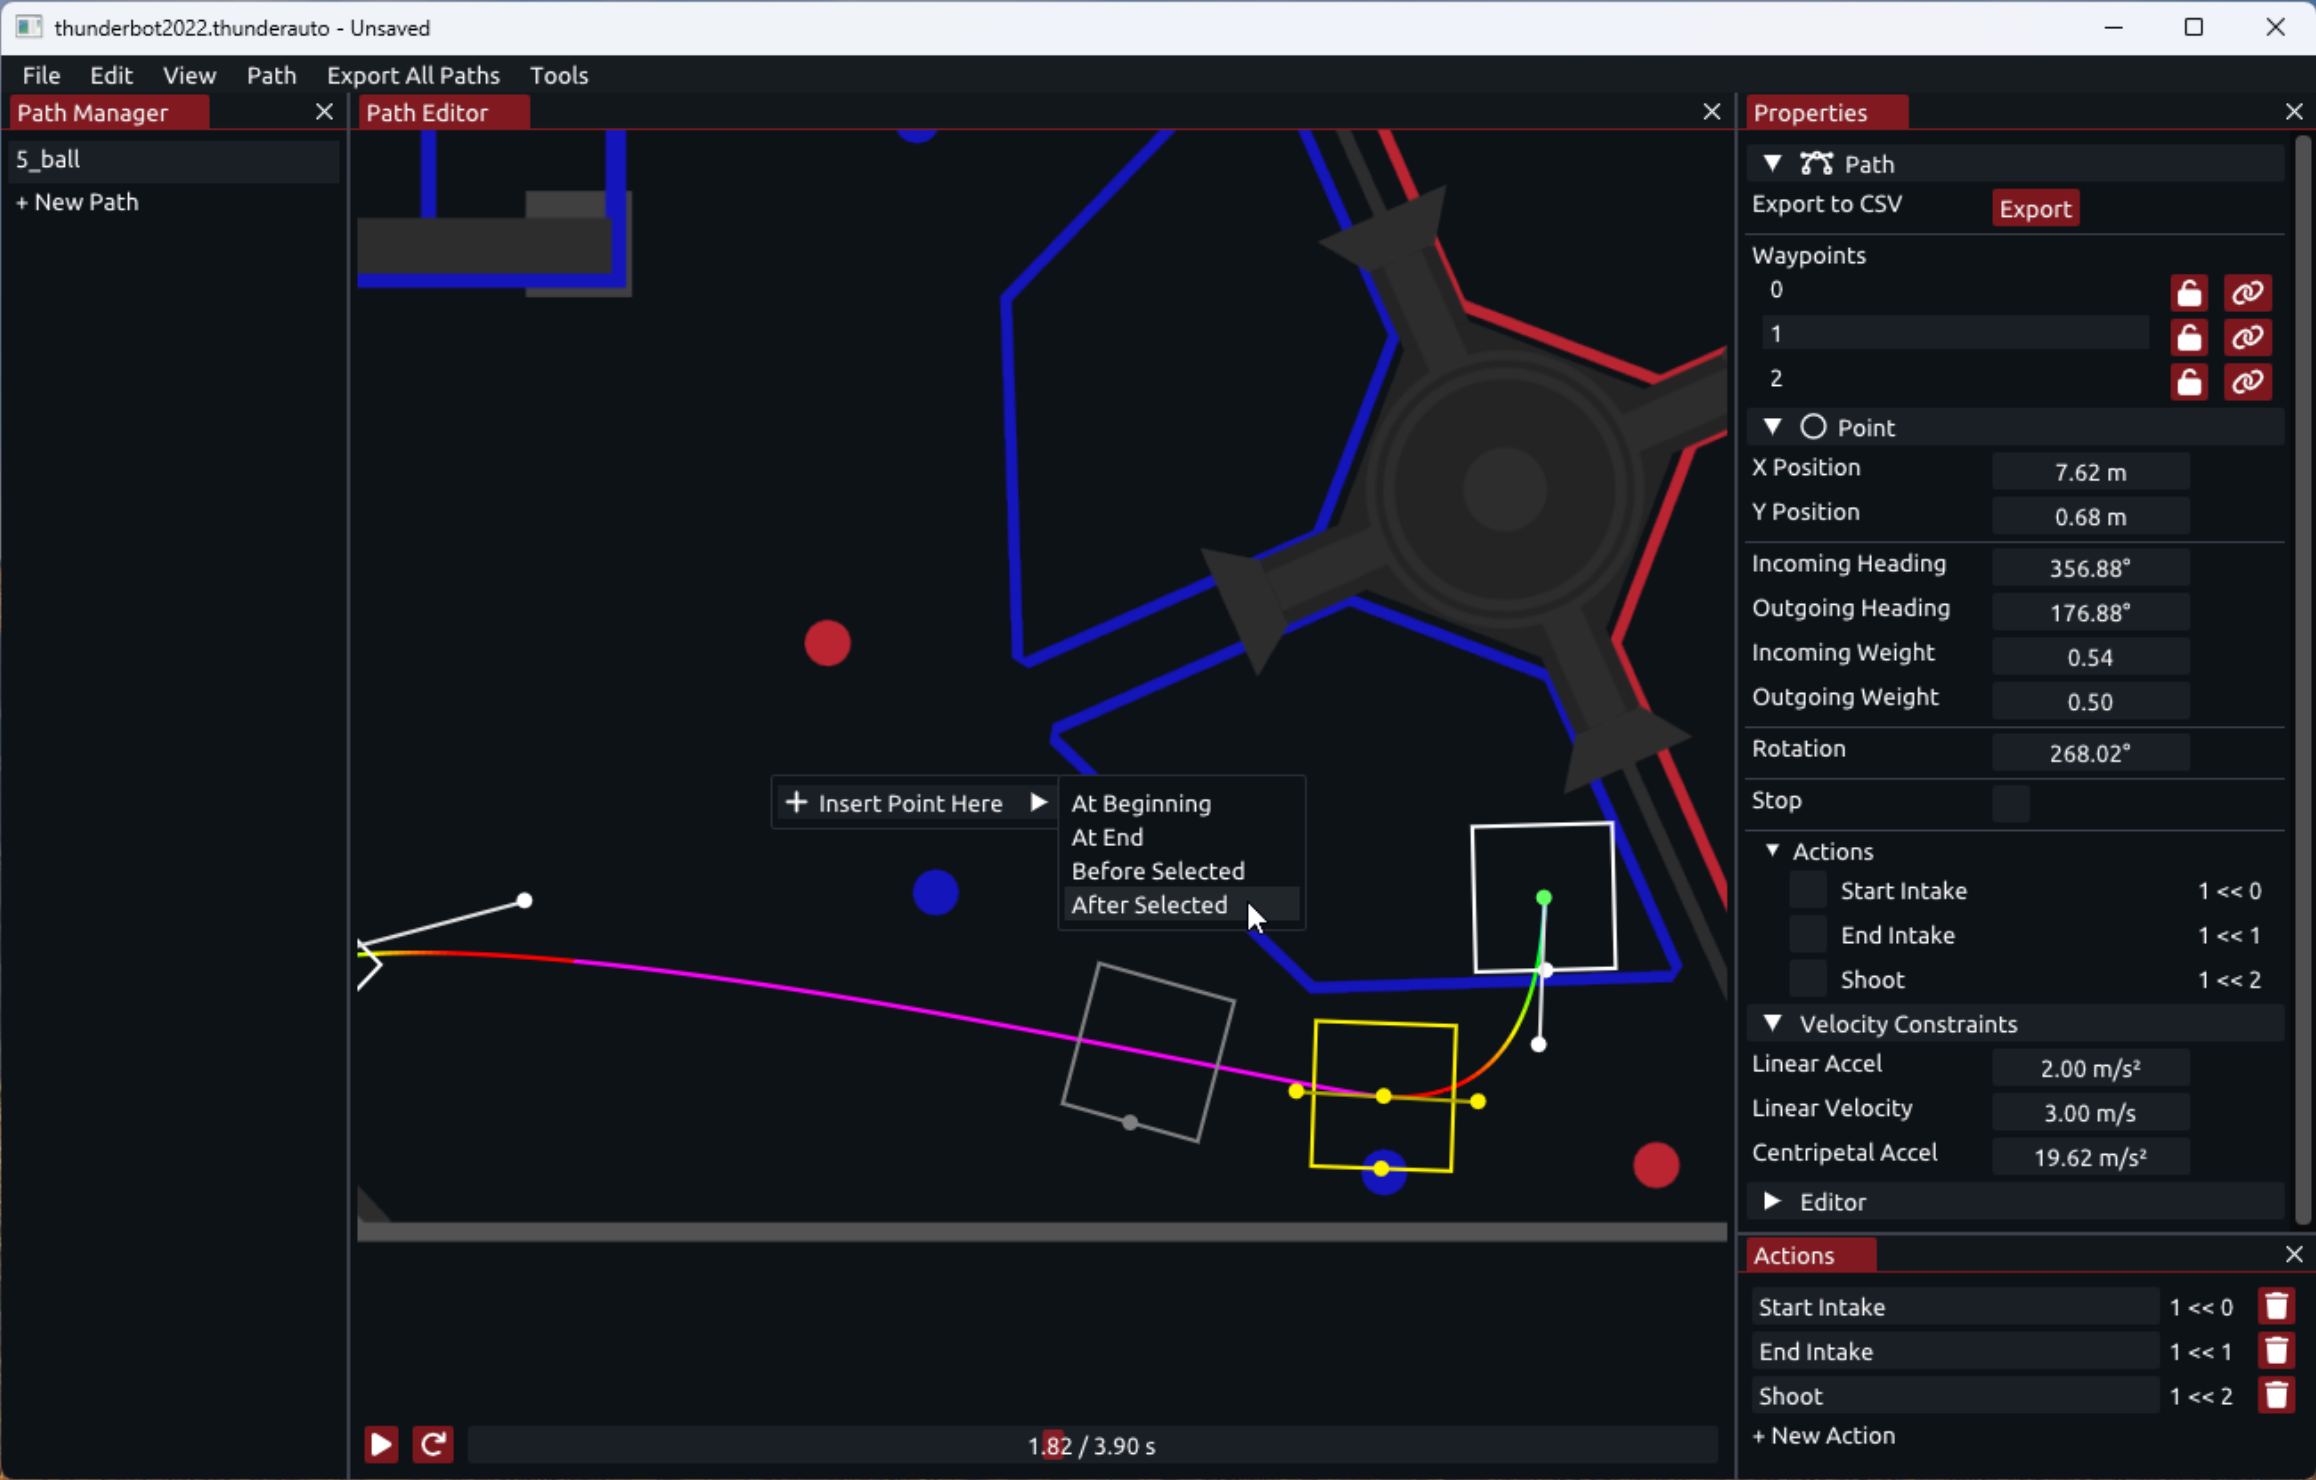 thunderbot2022.thunderauto - Unsaved
File Edit View Path Export All Paths Tools
Path Manager
5_ball
+ New Path
Path Editor
Insert Point Here
At Beginning
At End
Before Selected
After Selected
1.82 / 3.90 s
Properties
Path
Export to CSV Export
Waypoints
0
1
2
Point
X Position 7.62 m
Y Position 0.68 m
Incoming Heading 356.88°
Outgoing Heading 176.88°
Incoming Weight 0.54
Outgoing Weight 0.50
Rotation 268.02°
Stop
Actions
Start Intake 1 << 0
End Intake 1 << 1
Shoot 1 << 2
Velocity Constraints
Linear Accel 2.00 m/s²
Linear Velocity 3.00 m/s
Centripetal Accel 19.62 m/s²
Editor
Actions
Start Intake 1 << 0
End Intake 1 << 1
Shoot 1 << 2
+ New Action